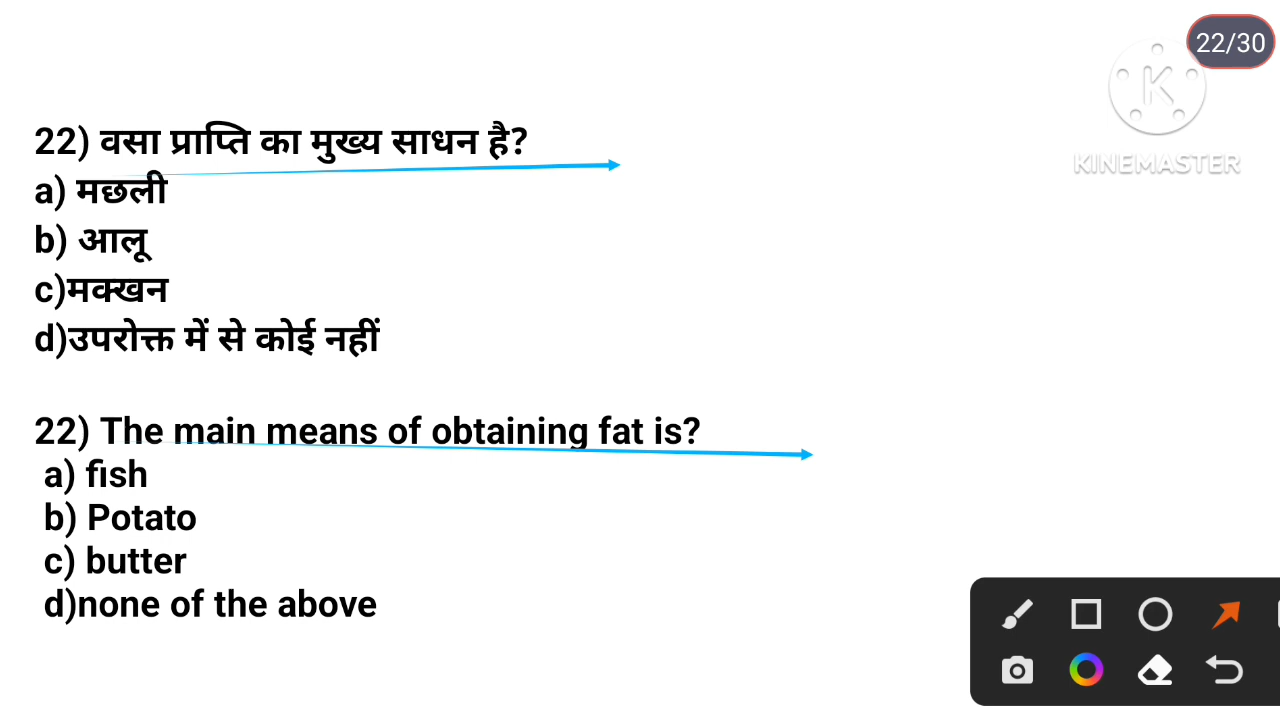 22/30
KINEMASTER
22) वसा प्राप्ति का मुख्य साधन है?
a) मछली
b) आलू
c)मक्खन
d)उपरोक्त में से कोई नहीं
22) The main means of obtaining fat is?
a) fish
b) Potato
c) butter
d)none of the above